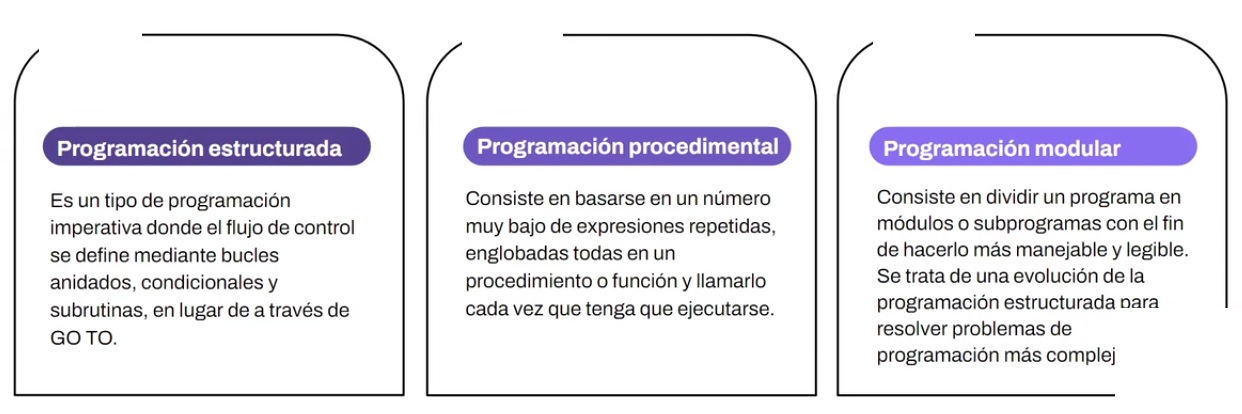 Programación estructurada
Es un tipo de programación
imperativa donde el flujo de control
se define mediante bucles
anidados, condicionales y
subrutinas, en lugar de a través de
GO TO.
Programación procedimental
Consiste en basarse en un número
muy bajo de expresiones repetidas,
englobadas todas en un
procedimiento o función y llamarlo
cada vez que tenga que ejecutarse.
Programación modular
Consiste en dividir un programa en
módulos o subprogramas con el fin
de hacerlo más manejable y legible.
Se trata de una evolución de la
programación estructurada para
resolver problemas de
programación más complej